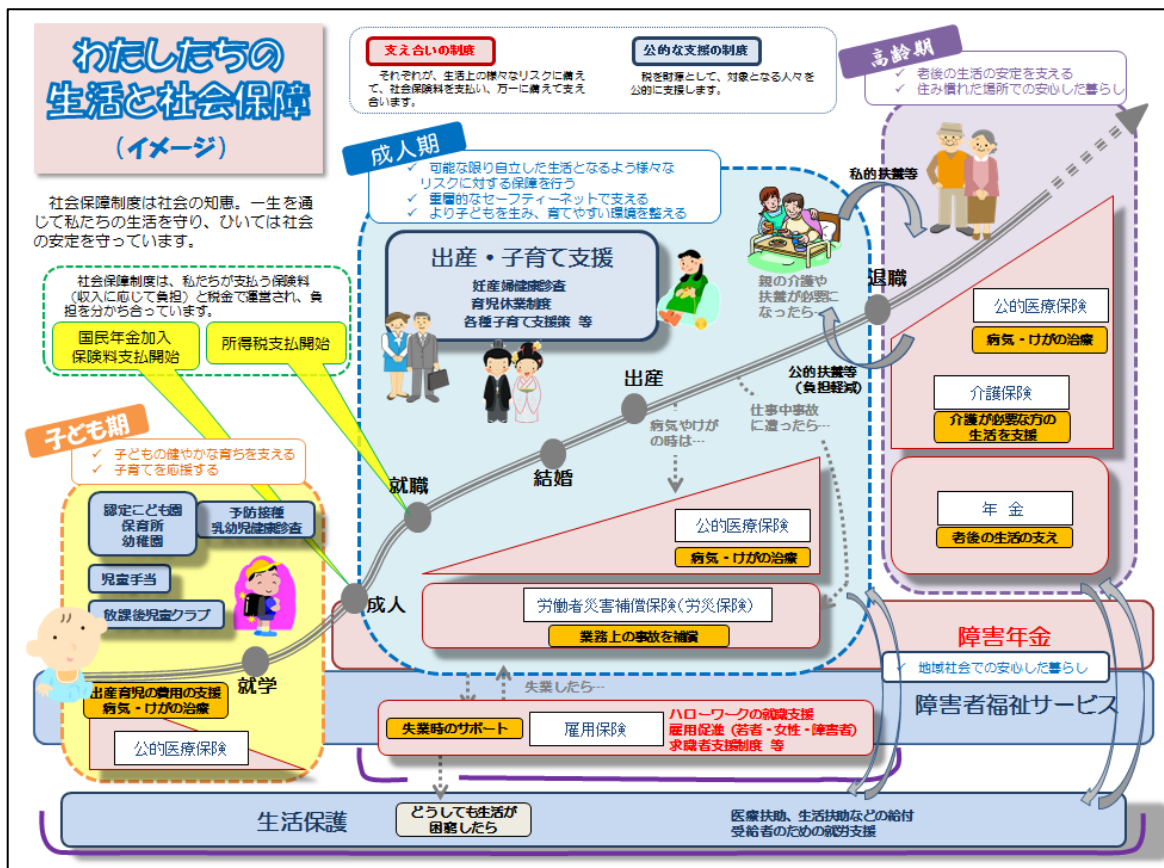 わたしたちの
生活と社会保障
(イメージ)
支え合いの制度
それぞれが、生活上の様々なリスクに備え
て、社会保険料を支払い、万一に備えて支え
合います。
公的な支援の制度
税を財源として、対象となる人々を
公的に支援します。
高齢期
✓ 老後の生活の安定を支える
✓ 住み慣れた場所での安心した暮らし
社会保障制度は社会の知恵。一生を通
じて私たちの生活を守り、ひいては社会
の安定を守っています。
成人期
✓ 可能な限り自立した生活となるよう様々な
リスクに対する保障を行う
✓ 重層的なセーフティーネットで支える
✓ より子どもを生み、育てやすい環境を整える
社会保障制度は、私たちが支払う保険料
(収入に応じて負担)と税金で運営され、負
担を分かち合っています。
国民年金加入
保険料支払開始
所得税支払開始
出産・子育て支援
妊産婦健康診査
育児休業制度
各種子育て支援策 等
私的扶養等
親の介護や
扶養が必要に
なったら…
退職
公的扶養等
(負担軽減)
公的医療保険
病気・けがの治療
介護保険
介護が必要な方の
生活を支援
年 金
老後の生活の支え
子ども期
✓ 子どもの健やかな育ちを支える
✓ 子育てを応援する
認定こども園
保育所
幼稚園
予防接種
乳幼児健康診査
児童手当
放課後児童クラブ
就学
成人
就職
結婚
出産
病気やけが
の時は…
仕事中事故
に遭ったら…
公的医療保険
病気・けがの治療
労働者災害補償保険(労災保険)
業務上の事故を補償
障害年金
✓ 地域社会での安心した暮らし
障害者福祉サービス
出産育児の費用の支援
病気・けがの治療
公的医療保険
失業したら…
失業時のサポート
雇用保険
ハローワークの就職支援
雇用促進(若者・女性・障害者)
求職者支援制度 等
生活保護
どうしても生活が
困窮したら
医療扶助、生活扶助などの給付
受給者のための就労支援